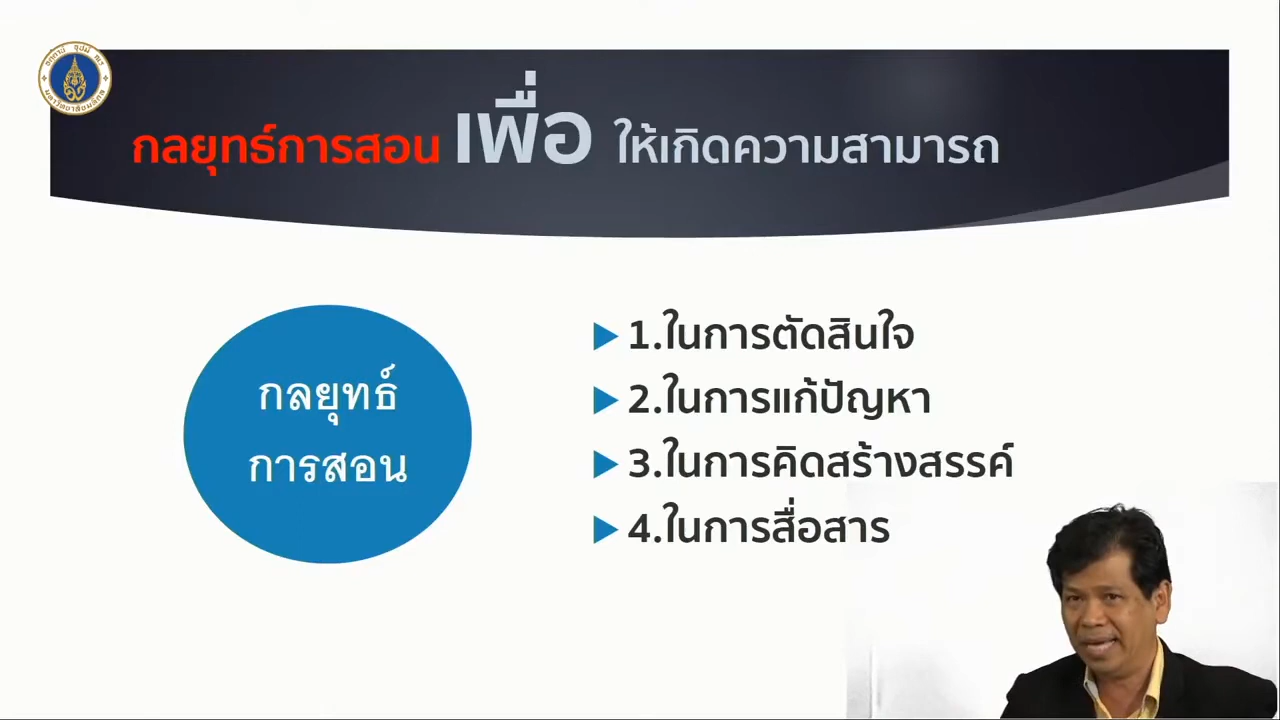 กลยุทธ์การสอน เพื่อ ให้เกิดความสามารถ
กลยุทธ์
การสอน
1.ในการตัดสินใจ
2.ในการแก้ปัญหา
3.ในการคิดสร้างสรรค์
4.ในการสื่อสาร